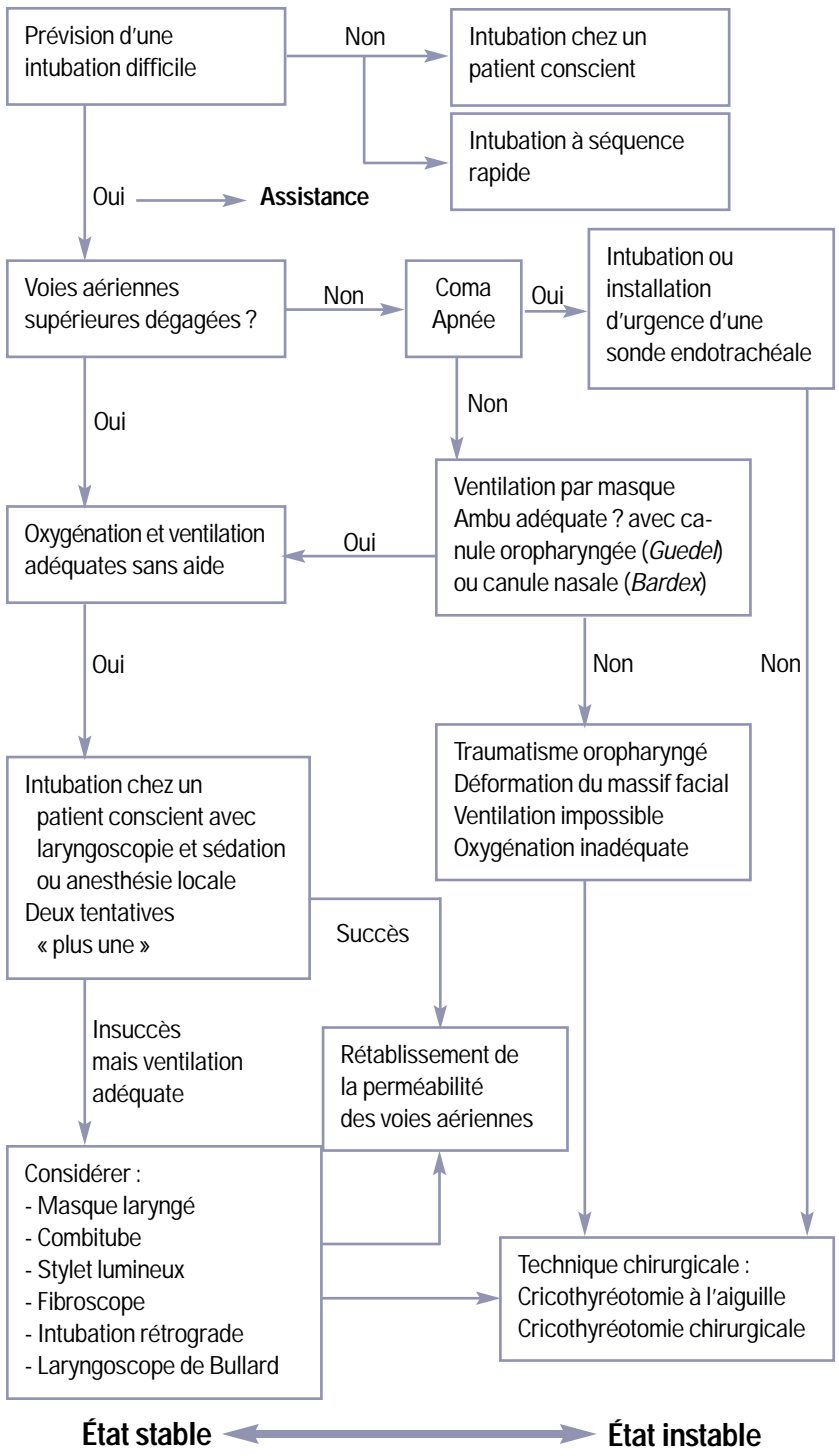 Prévision d'une
intubation difficile
Non
Intubation chez un
patient conscient
Intubation à séquence
rapide
Oui
Assistance
Voies aériennes
supérieures dégagées ?
Non
Coma
Apnée
Oui
Intubation ou
installation
d'urgence d'une
sonde endotrachéale
Oui
Non
Oxygénation et ventilation
adéquates sans aide
Oui
Ventilation par masque
Ambu adéquate ? avec ca-
nule oropharyngée (Guedel)
ou canule nasale (Bardex)
Oui
Non
Non
Intubation chez un
patient conscient avec
laryngoscopie et sédation
ou anesthésie locale
Deux tentatives
« plus une »
Traumatisme oropharyngé
Déformation du massif facial
Ventilation impossible
Oxygénation inadéquate
Succès
Insuccès
mais ventilation
adéquate
Rétablissement de
la perméabilité
des voies aériennes
Considérer :
- Masque laryngé
- Combitube
- Stylet lumineux
- Fibroscope
- Intubation rétrograde
- Laryngoscope de Bullard
Technique chirurgicale :
Cricothyréotomie à l'aiguille
Cricothyréotomie chirurgicale
État stable
État instable